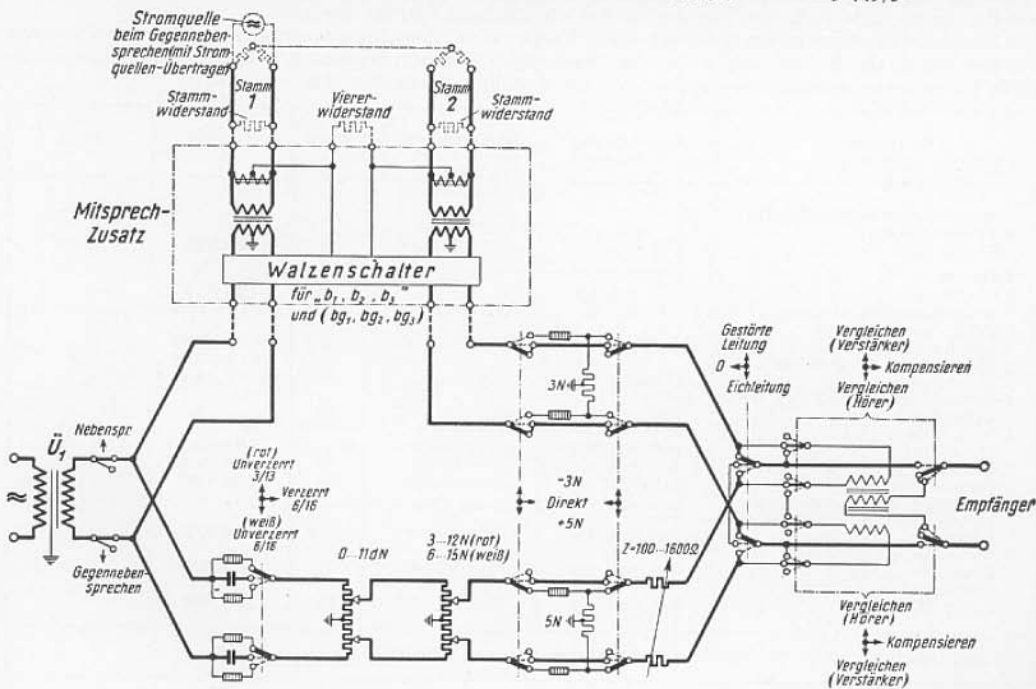 Stromquelle
beim Gegenneben-
sprechen(mit Strom
quellen-Übertrager)
Stamm
1
Stamm
2
Stamm-
widerstand
Vierer-
widerstand
Stamm-
widerstand
Mitsprech-
Zusatz
Walzenschalter
für „b1, b2, b3"
und (bg1, bg2, bg3)
Gestörte
Leitung
0
Eichleitung
Vergleichen
(Verstärker)
Kompensieren
Vergleichen
(Hörer)
3N
Ü1
Nebenspr.
(rot)
Unverzerrt
3/13
Verzerrt
6/16
(weiß)
Unverzerrt
6/16
-3N
Direkt
+5N
Empfänger
Gegenneben-
sprechen
0...11dN
3...12N(rot)
6...15N(weiß)
Z=100...1600Ω
5N
Vergleichen
(Hörer)
Kompensieren
Vergleichen
(Verstärker)